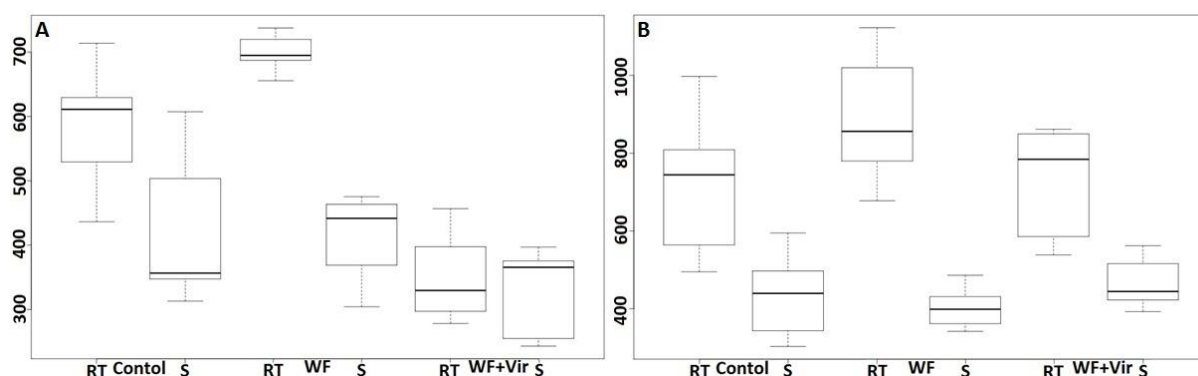 A
700
600
500
400
300
RT Contol S RT WF S RT WF+Vir S
B
1000
800
600
400
RT Contol S RT WF S RT WF+Vir S